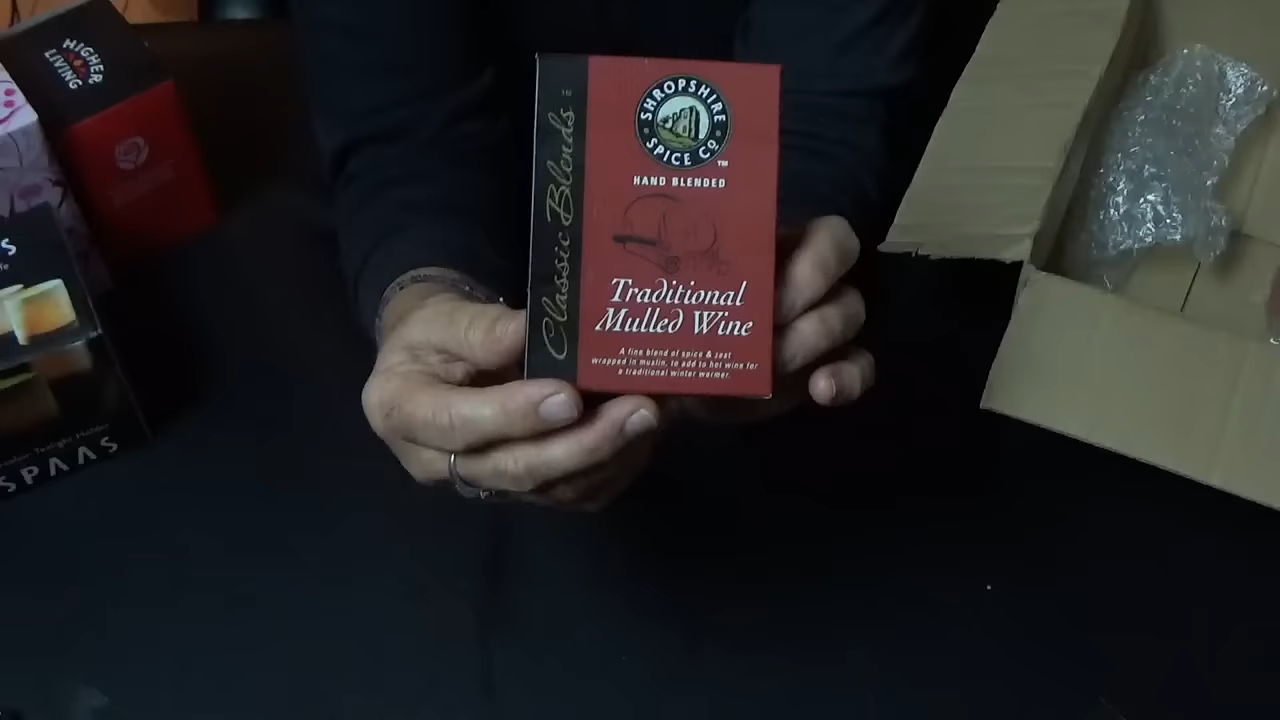 HIGHER
LIVING
SPAAS
Classic Blends
SHROPSHIRE
SPICE Co
TM
HAND BLENDED
Traditional
Mulled Wine
A fine blend of spice & zest
wrapped in muslin, to add to hot wine for
a traditional winter warmer.